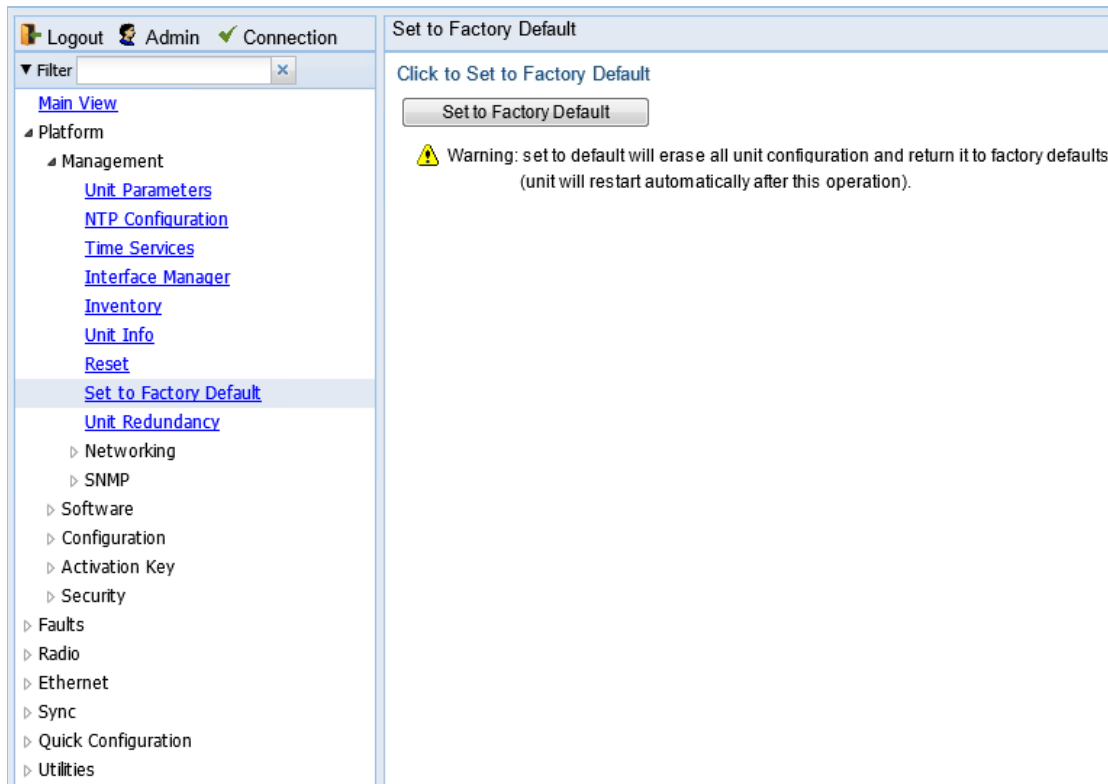 Logout Admin Connection
Filter
Main View
Platform
Management
Unit Parameters
NTP Configuration
Time Services
Interface Manager
Inventory
Unit Info
Reset
Set to Factory Default
Unit Redundancy
Networking
SNMP
Software
Configuration
Activation Key
Security
Faults
Radio
Ethernet
Sync
Quick Configuration
Utilities
Set to Factory Default
Click to Set to Factory Default
Set to Factory Default
Warning: set to default will erase all unit configuration and return it to factory defaults
(unit will restart automatically after this operation).